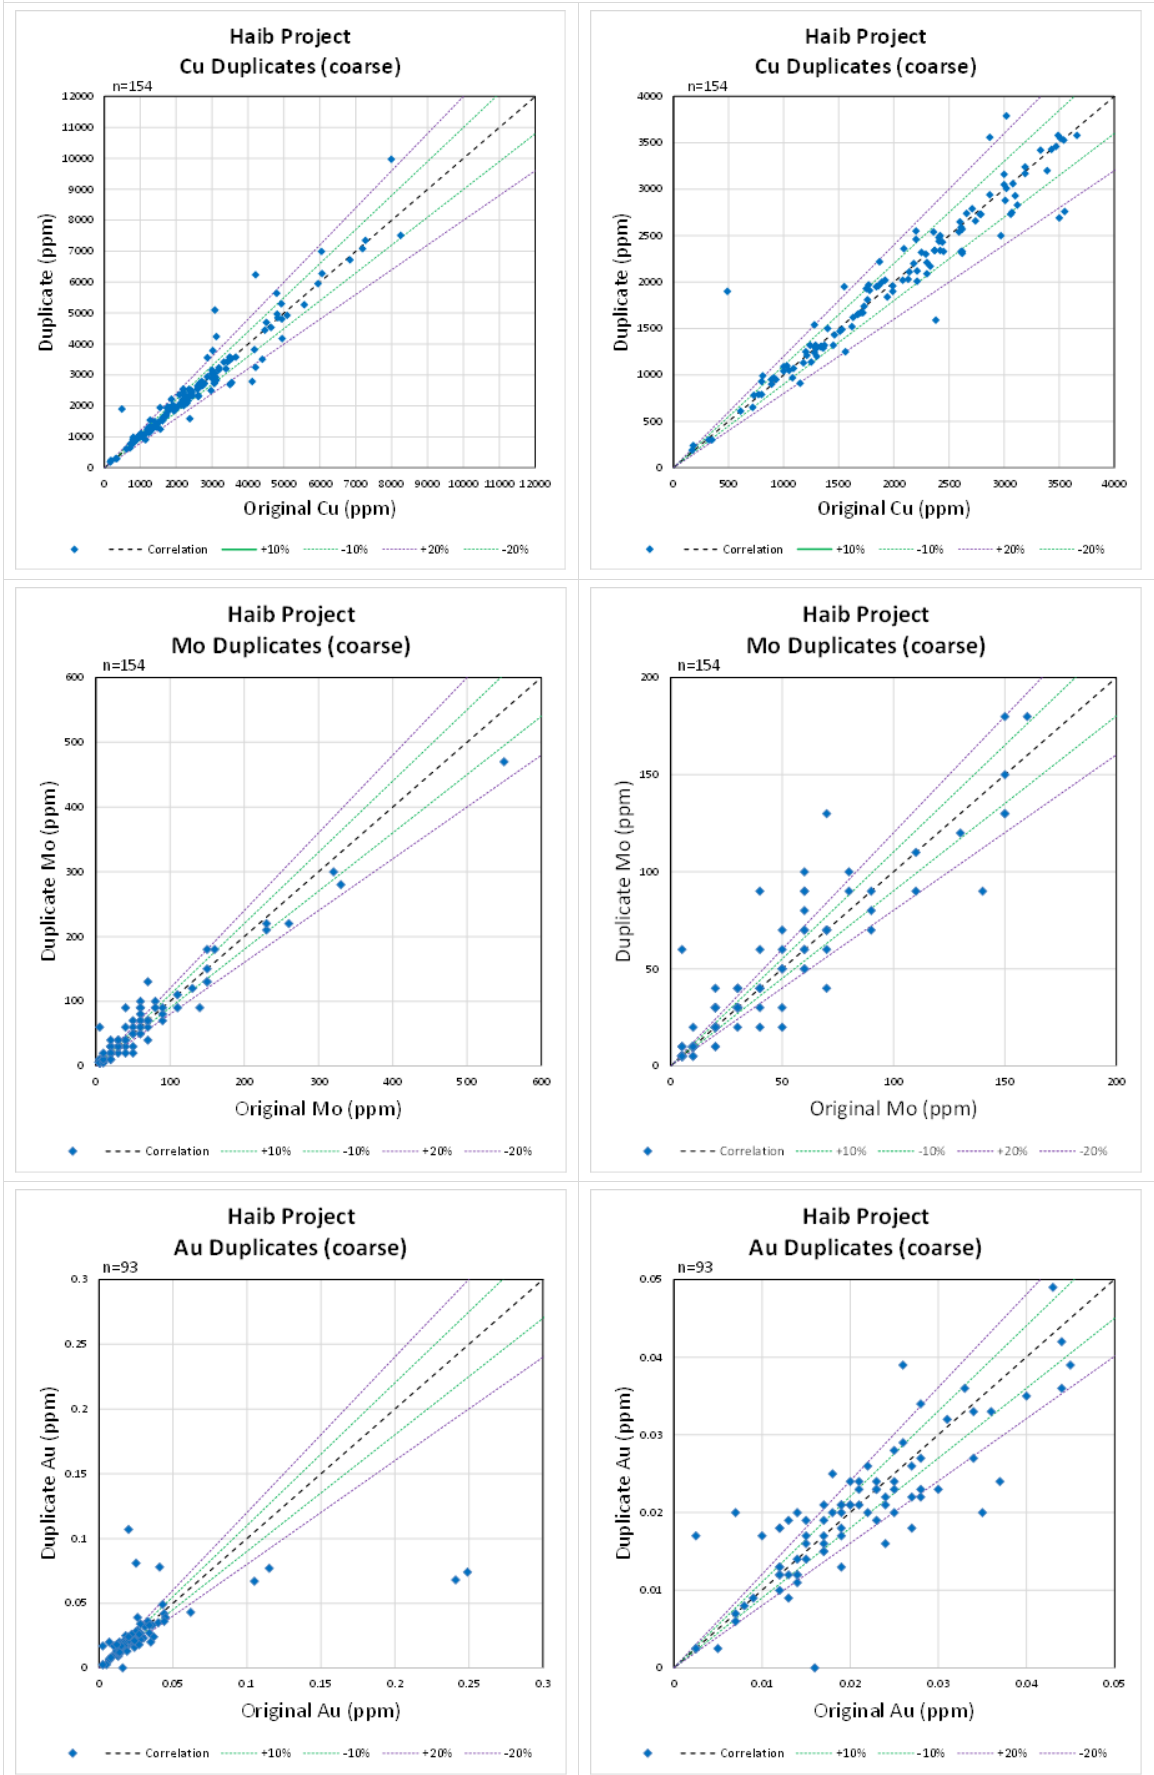 Haib Project
Cu Duplicates (coarse)
n=154
12000
11000
10000
9000
8000
7000
6000
5000
4000
3000
2000
1000
0
Duplicate (ppm)
0 1000 2000 3000 4000 5000 6000 7000 8000 9000 10000 11000 12000
Original Cu (ppm)
Correlation +10% -10% +20% -20%
Haib Project
Cu Duplicates (coarse)
n=154
4000
3500
3000
2500
2000
1500
1000
500
0
Duplicate (ppm)
0 500 1000 1500 2000 2500 3000 3500 4000
Original Cu (ppm)
Correlation +10% -10% +20% -20%
Haib Project
Mo Duplicates (coarse)
n=154
600
500
400
300
200
100
0
Duplicate Mo (ppm)
0 100 200 300 400 500 600
Original Mo (ppm)
Correlation +10% -10% +20% -20%
Haib Project
Mo Duplicates (coarse)
n=154
200
150
100
50
0
Duplicate Mo (ppm)
0 50 100 150 200
Original Mo (ppm)
Correlation +10% -10% +20% -20%
Haib Project
Au Duplicates (coarse)
n=93
0.3
0.25
0.2
0.15
0.1
0.05
0
Duplicate Au (ppm)
0 0.05 0.1 0.15 0.2 0.25 0.3
Original Au (ppm)
Correlation +10% -10% +20% -20%
Haib Project
Au Duplicates (coarse)
n=93
0.05
0.04
0.03
0.02
0.01
0
Duplicate Au (ppm)
0 0.01 0.02 0.03 0.04 0.05
Original Au (ppm)
Correlation +10% -10% +20% -20%